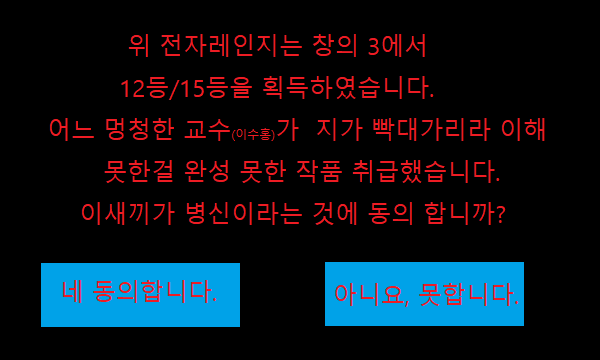 위 전자레인지는 창의 3에서
12등/15등을 획득하였습니다.
어느 멍청한 교수(이수홍)가 지가 빡대가리라 이해
못한걸 완성 못한 작품 취급했습니다.
이새끼가 병신이라는 것에 동의 합니까?
네 동의합니다.
아니요, 못합니다.